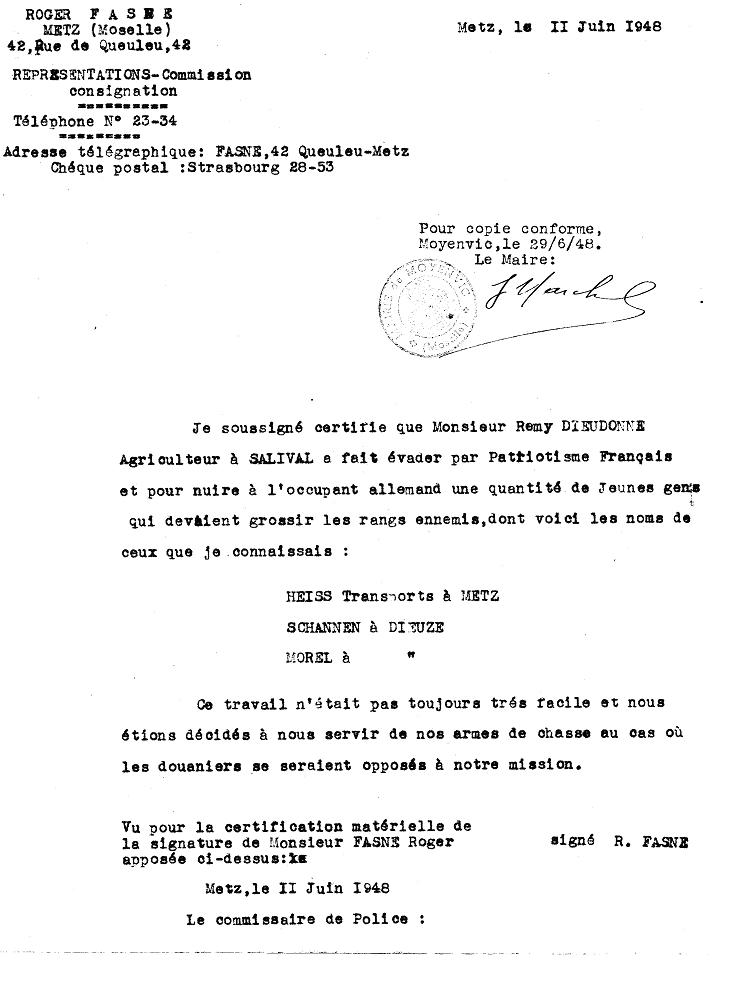 ROGER F A S N E
METZ (Moselle)
42,Rue de Queuleu,42
Metz, le II Juin I948
REPRESENTATIONS-Commission
consignation
==========
Téléphone N° 23-34
=========
Adresse télégraphique: FASNE,42 Queuleu-Metz
Chéque postal :Strasbourg 28-53
Pour copie conforme,
Moyenvic,le 29/6/48.
Le Maire:
MAIRIE de MOYENVIC
(Moselle)
Je soussigné certifie que Monsieur Remy DIEUDONNE
Agriculteur à SALIVAL a fait évader par Patriotisme Français
et pour nuire à l'occupant allemand une quantité de Jeunes gens
qui devaient grossir les rangs ennemis,dont voici les noms de
ceux que je connaissais :
HEISS Transports à METZ
SCHANNEN à DIEUZE
MOREL à "
Ce travail n'était pas toujours trés facile et nous
étions décidés à nous servir de nos armes de chasse au cas où
les douaniers se seraient opposés à notre mission.
Vu pour la certification matérielle de
la signature de Monsieur FASNE Roger
apposée ci-dessus:
signé R. FASNE
Metz,le II Juin I948
Le commissaire de Police :